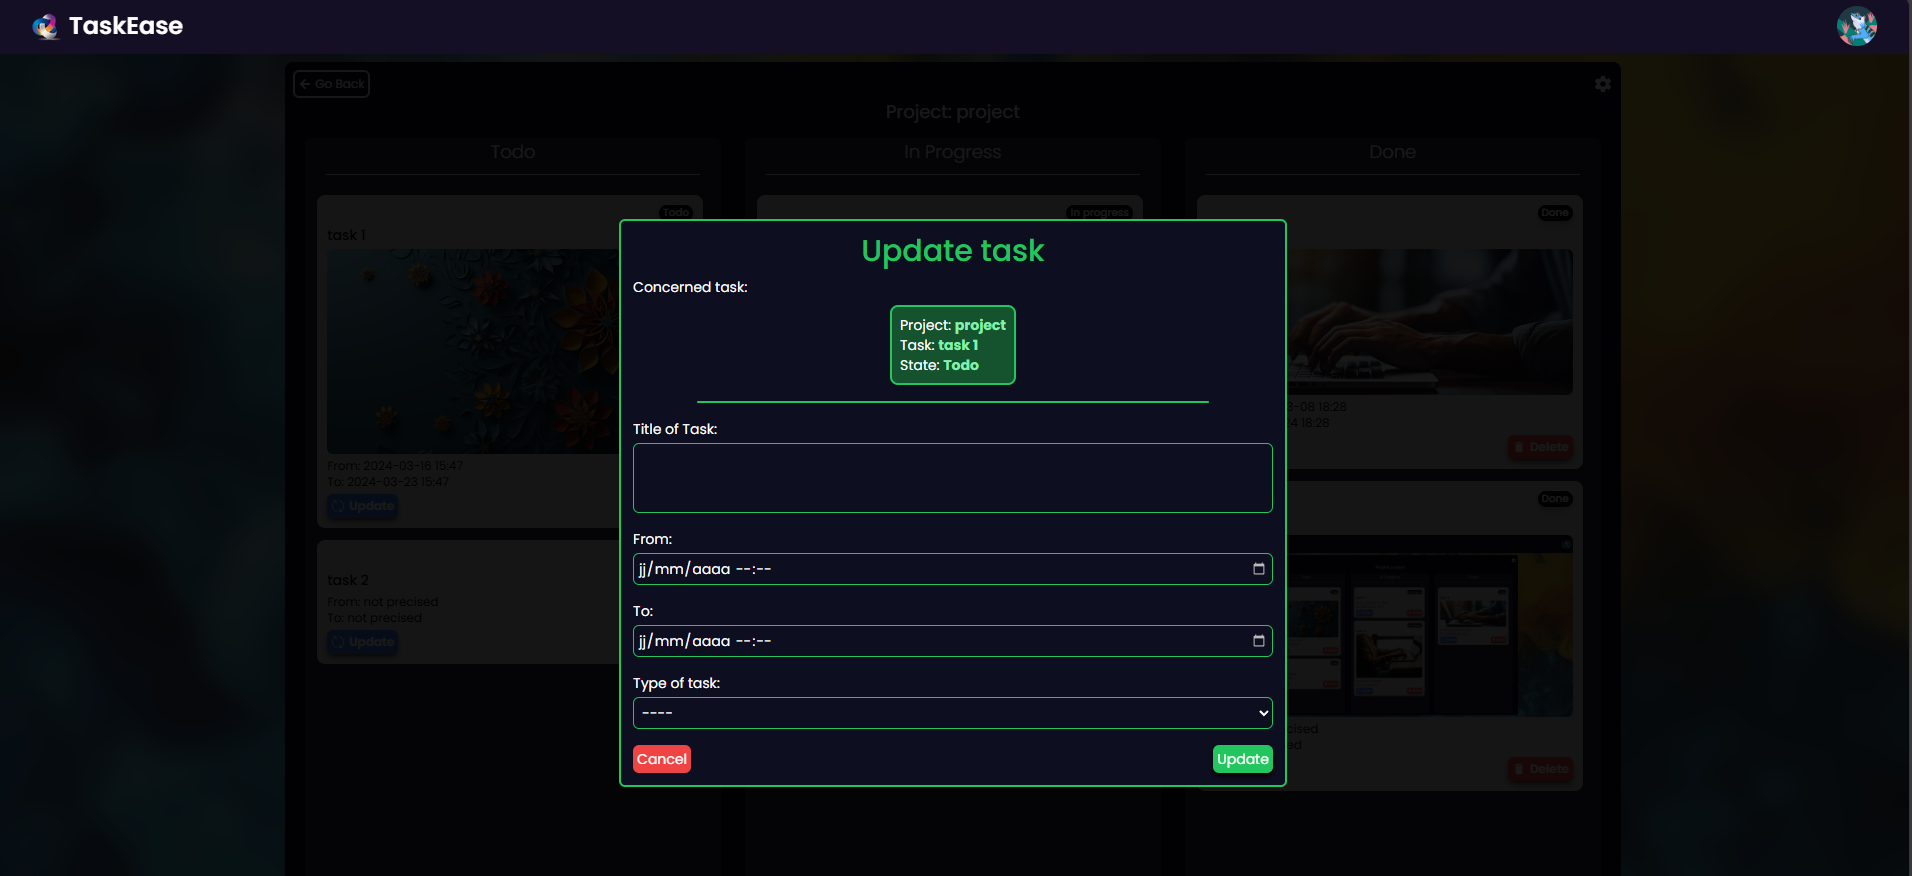 TaskEase
Go Back
Project: project
Todo
In Progress
Done
Todo
task 1
From: 2024-03-16 15:47
To: 2024-03-23 15:47
Update
task 2
From: not precised
To: not precised
Update
In progress
Update task
Concerned task:
Project: project
Task: task 1
State: Todo
Title of Task:
From:
jj/mm/aaaa --:--
To:
jj/mm/aaaa --:--
Type of task:
----
Cancel
Update
Done
3-08 18:28
4 18:28
Delete
Done
Delete